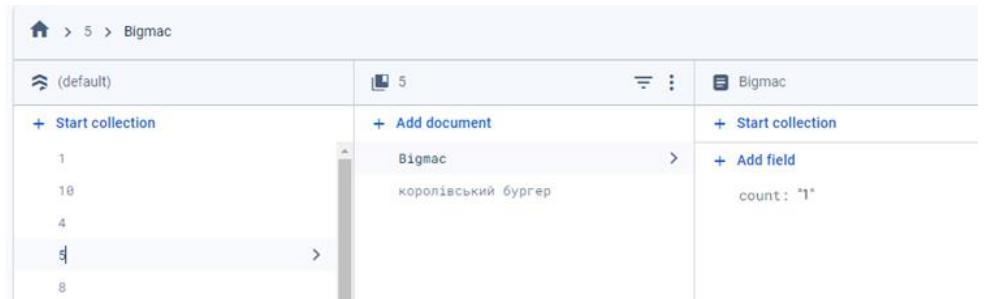 > 5 > Bigmac
(default)
5
Bigmac
+ Start collection
+ Add document
+ Start collection
1
Bigmac
+ Add field
10
королівський бургер
count: "1"
4
5
8